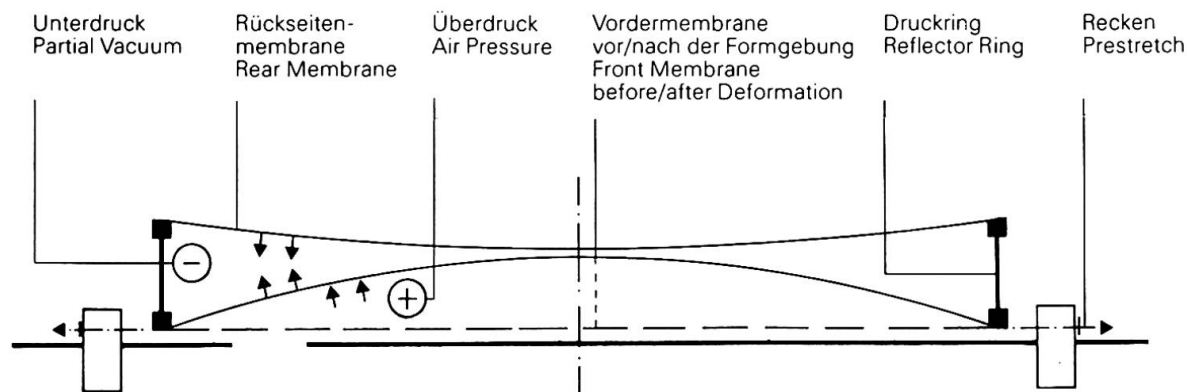 Unterdruck
Partial Vacuum
Rückseiten-
membrane
Rear Membrane
Überdruck
Air Pressure
Vordermembrane
vor/nach der Formgebung
Front Membrane
before/after Deformation
Druckring
Reflector Ring
Recken
Prestretch
−
+